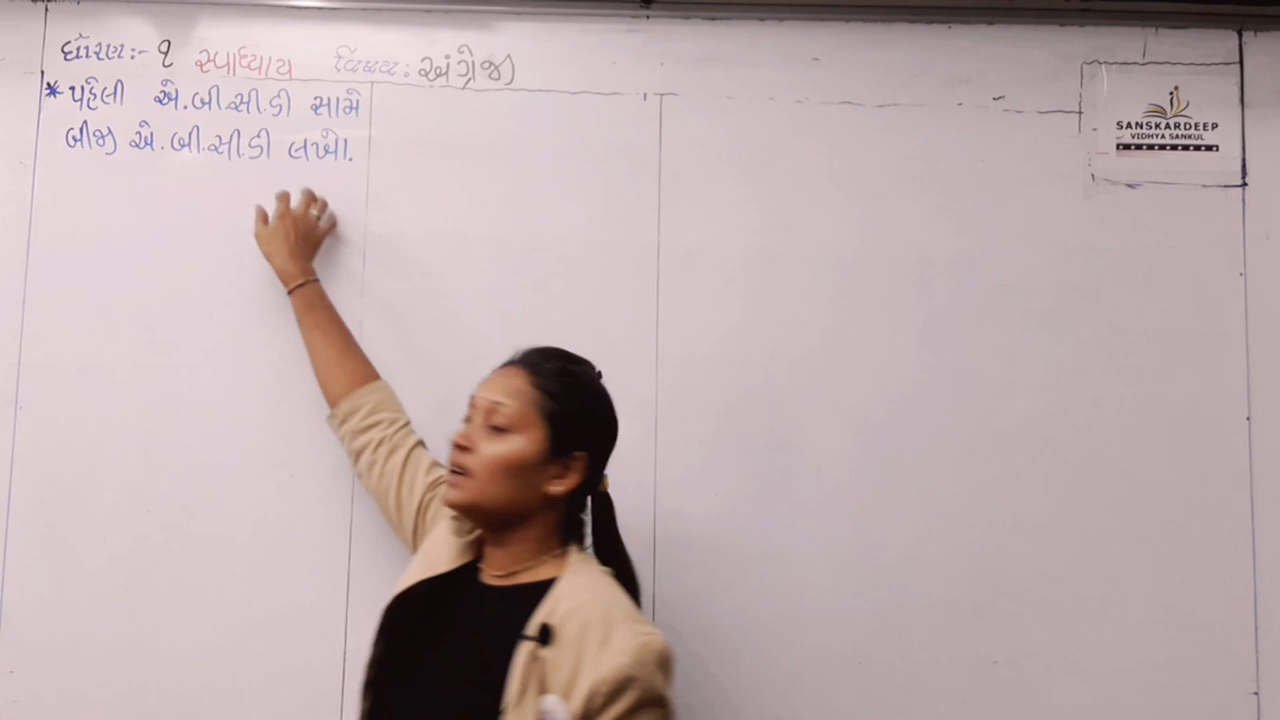 ધોરણ:- ૧ સ્વાધ્યાય વિષય: અંગ્રેજી
* પહેલી એ.બી.સી.ડી સામે
બીજી એ.બી.સી.ડી લખો.
SANSKARDEEP
VIDHYA SANKUL